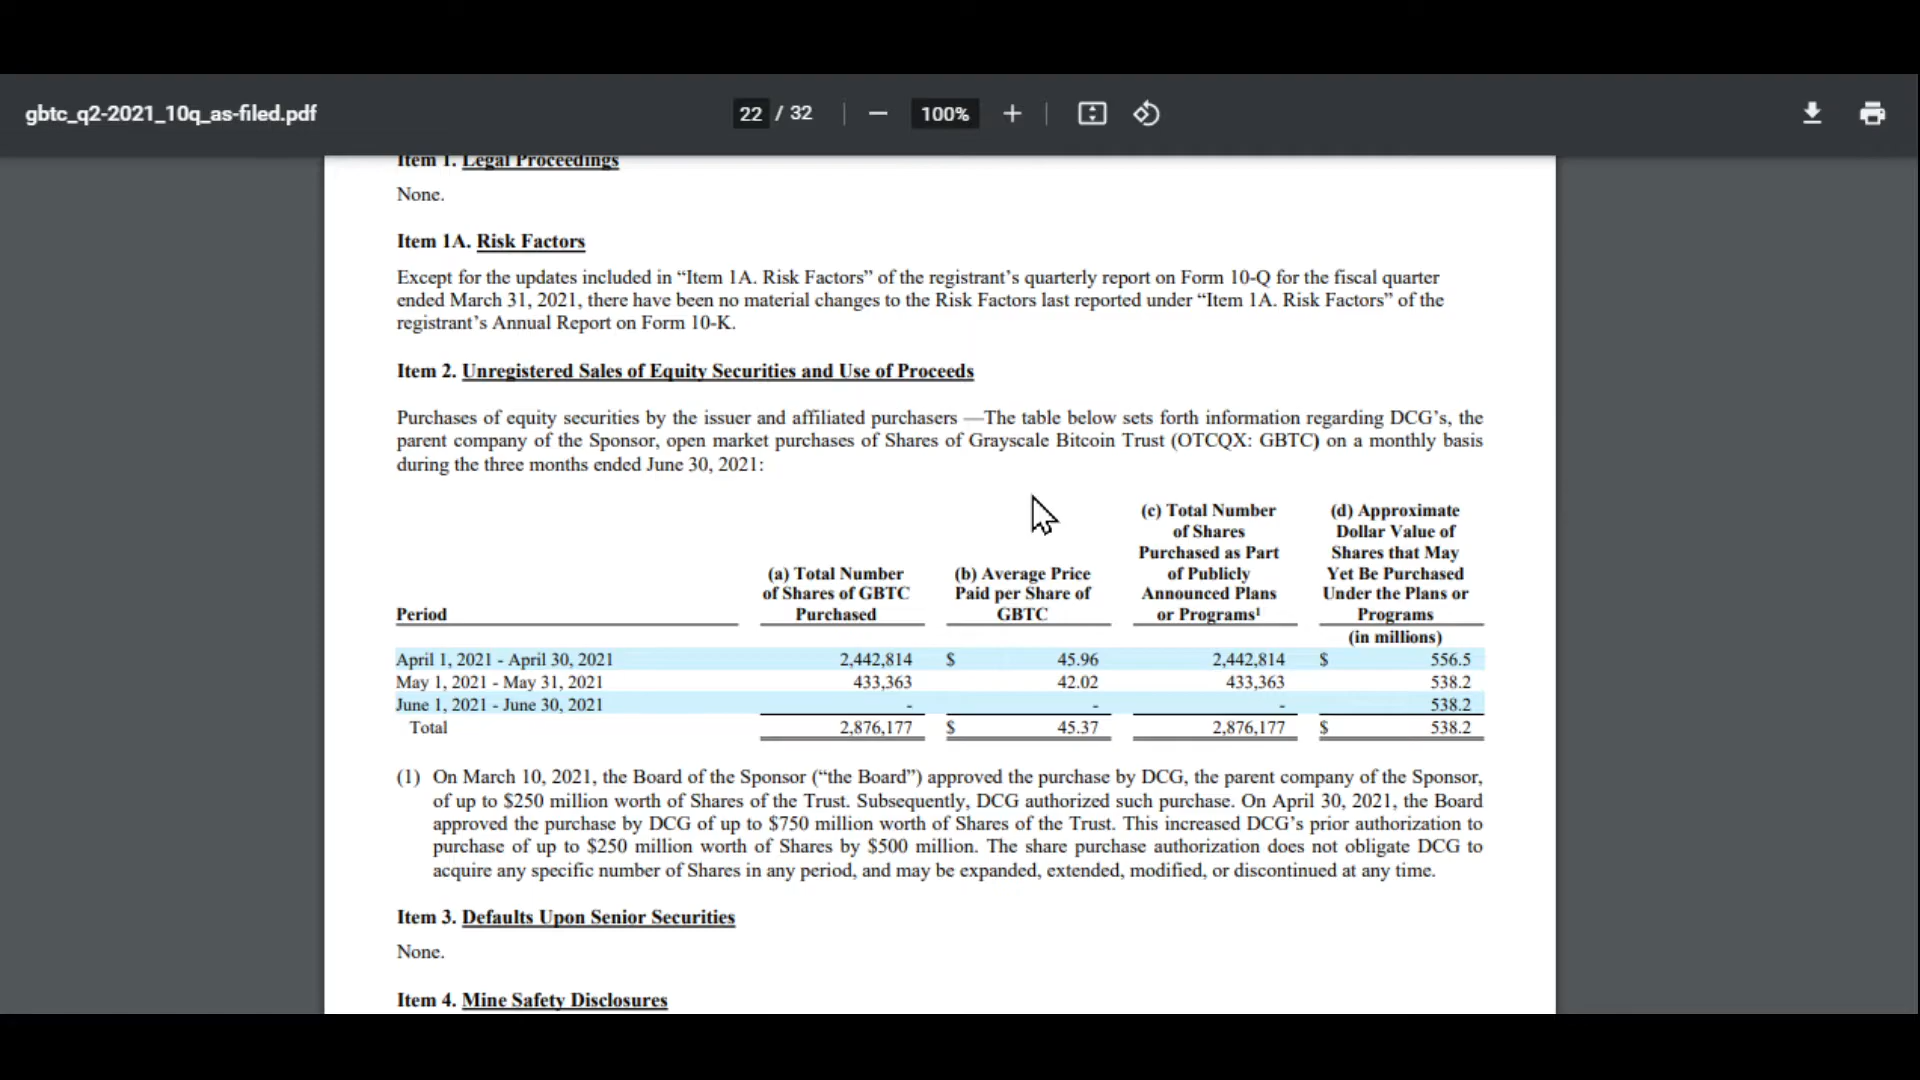 gbtc_q2-2021_10q_as-filed.pdf
22 / 32
100%
Item 1. Legal Proceedings
None.
Item 1A. Risk Factors
Except for the updates included in “Item 1A. Risk Factors” of the registrant’s quarterly report on Form 10-Q for the fiscal quarter
ended March 31, 2021, there have been no material changes to the Risk Factors last reported under “Item 1A. Risk Factors” of the
registrant’s Annual Report on Form 10-K.
Item 2. Unregistered Sales of Equity Securities and Use of Proceeds
Purchases of equity securities by the issuer and affiliated purchasers —The table below sets forth information regarding DCG’s, the
parent company of the Sponsor, open market purchases of Shares of Grayscale Bitcoin Trust (OTCQX: GBTC) on a monthly basis
during the three months ended June 30, 2021:
Period
(a) Total Number
of Shares of GBTC
Purchased
(b) Average Price
Paid per Share of
GBTC
(c) Total Number
of Shares
Purchased as Part
of Publicly
Announced Plans
or Programs¹
(d) Approximate
Dollar Value of
Shares that May
Yet Be Purchased
Under the Plans or
Programs
(in millions)
April 1, 2021 - April 30, 2021 2,442,814 $ 45.96 2,442,814 $ 556.5
May 1, 2021 - May 31, 2021 433,363 42.02 433,363 538.2
June 1, 2021 - June 30, 2021 - - - 538.2
Total 2,876,177 $ 45.37 2,876,177 $ 538.2
(1) On March 10, 2021, the Board of the Sponsor (“the Board”) approved the purchase by DCG, the parent company of the Sponsor,
of up to $250 million worth of Shares of the Trust. Subsequently, DCG authorized such purchase. On April 30, 2021, the Board
approved the purchase by DCG of up to $750 million worth of Shares of the Trust. This increased DCG’s prior authorization to
purchase of up to $250 million worth of Shares by $500 million. The share purchase authorization does not obligate DCG to
acquire any specific number of Shares in any period, and may be expanded, extended, modified, or discontinued at any time.
Item 3. Defaults Upon Senior Securities
None.
Item 4. Mine Safety Disclosures